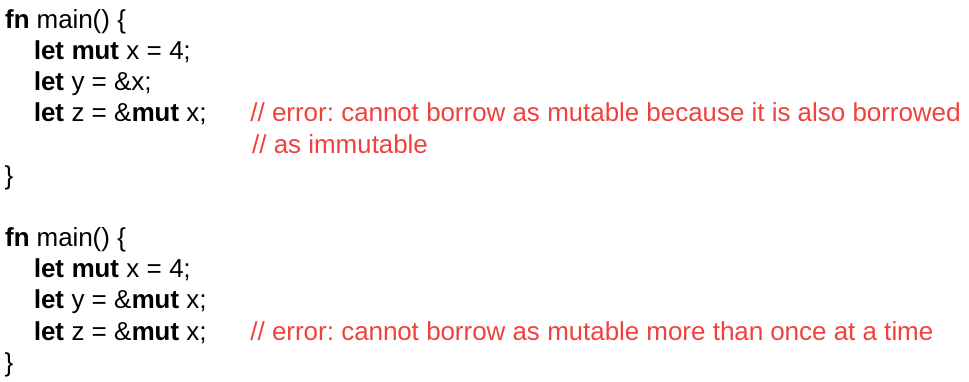 fn main() {
let mut x = 4;
let y = &x;
let z = &mut x; // error: cannot borrow as mutable because it is also borrowed
// as immutable
}
fn main() {
let mut x = 4;
let y = &mut x;
let z = &mut x; // error: cannot borrow as mutable more than once at a time
}